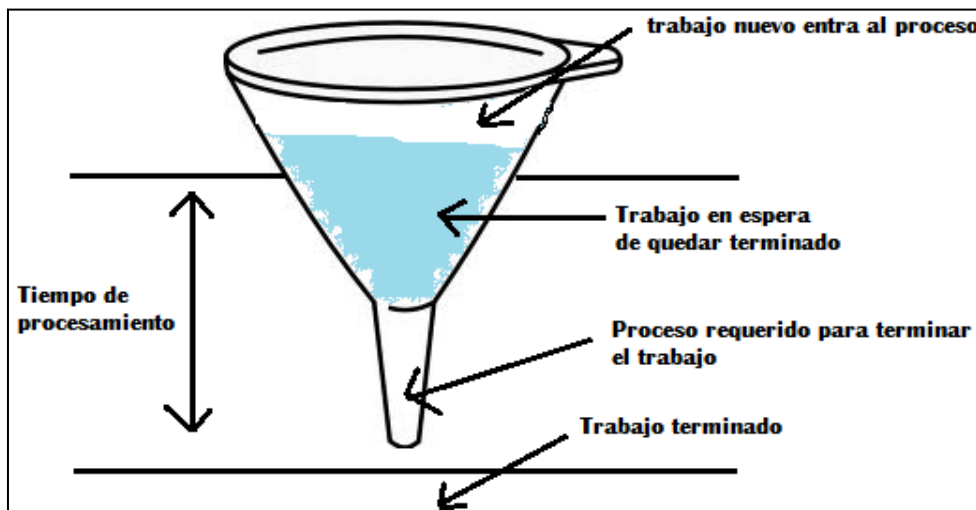 trabajo nuevo entra al proceso
Trabajo en espera
de quedar terminado
Tiempo de
procesamiento
Proceso requerido para terminar
el trabajo
Trabajo terminado